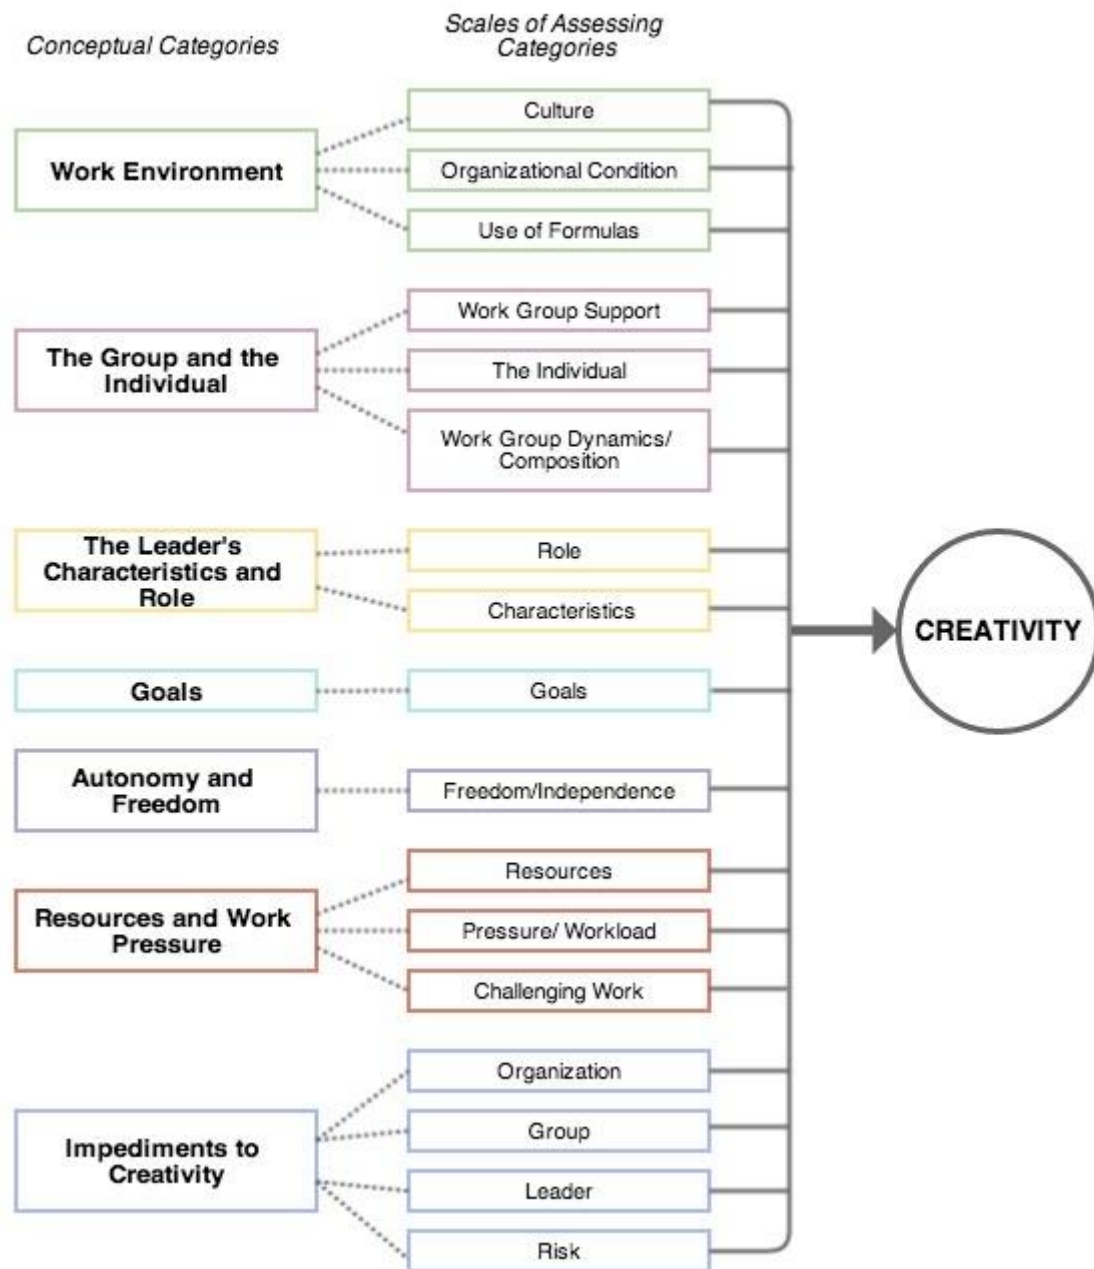 Conceptual Categories
Scales of Assessing
Categories
Work Environment
Culture
Organizational Condition
Use of Formulas
The Group and the
Individual
Work Group Support
The Individual
Work Group Dynamics/
Composition
The Leader's
Characteristics and
Role
Role
Characteristics
Goals
Goals
Autonomy and
Freedom
Freedom/Independence
Resources and Work
Pressure
Resources
Pressure/ Workload
Challenging Work
Impediments to
Creativity
Organization
Group
Leader
Risk
CREATIVITY